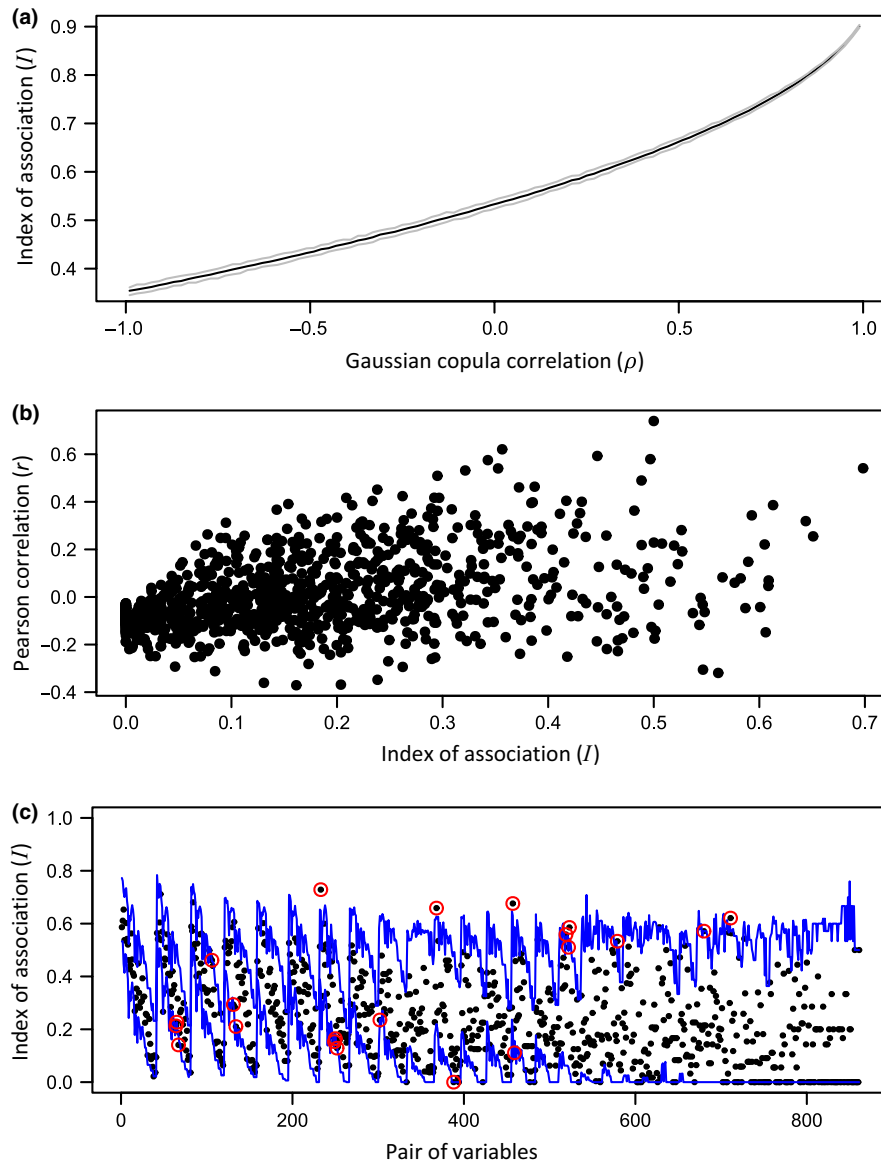 (a)
Index of association (I)
0.9
0.8
0.7
0.6
0.5
0.4
–1.0 –0.5 0.0 0.5 1.0
Gaussian copula correlation (ρ)
(b)
Pearson correlation (r)
0.6
0.4
0.2
0.0
–0.2
–0.4
0.0 0.1 0.2 0.3 0.4 0.5 0.6 0.7
Index of association (I)
(c)
Index of association (I)
1.0
0.8
0.6
0.4
0.2
0.0
0 200 400 600 800
Pair of variables